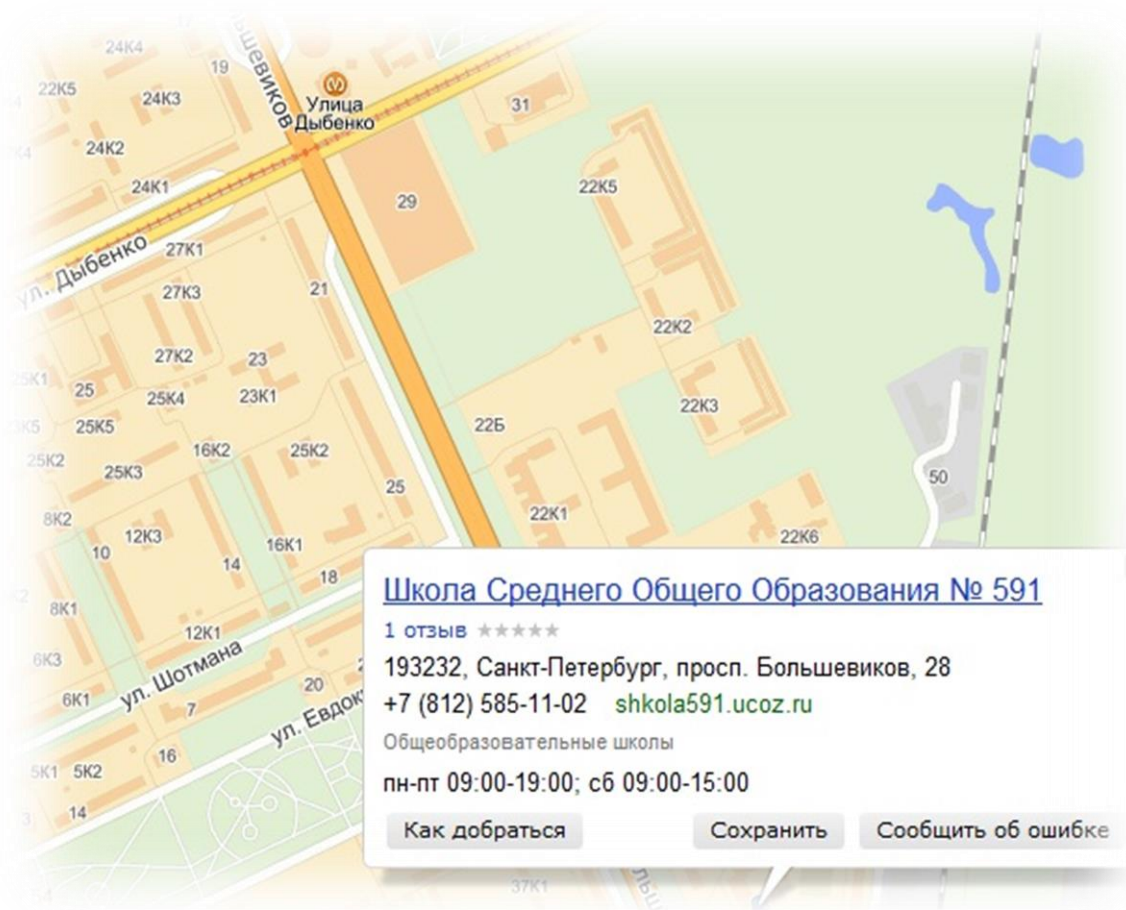 24К4
19
шевиков
22К5
24К3
Улица
Дыбенко
31
24К2
24К1
22К5
29
ул. Дыбенко
27К1
27К3
21
22К2
27К2
23
25К1
25
25К4
23К1
22К3
25К5
22Б
25К2
25К3
16К2
25К2
25
50
8К2
22К1
10
12К3
16К1
22К6
14
18
8К1
12К1
6К3
ул. Шотмана
6К1
7
20
ул. Евдок
16
5К1
5К2
14
Школа Среднего Общего Образования № 591
1 отзыв
193232, Санкт-Петербург, просп. Большевиков, 28
+7 (812) 585-11-02 shkola591.ucoz.ru
Общеобразовательные школы
пн-пт 09:00-19:00; сб 09:00-15:00
Как добраться Сохранить Сообщить об ошибке
37К1
льш